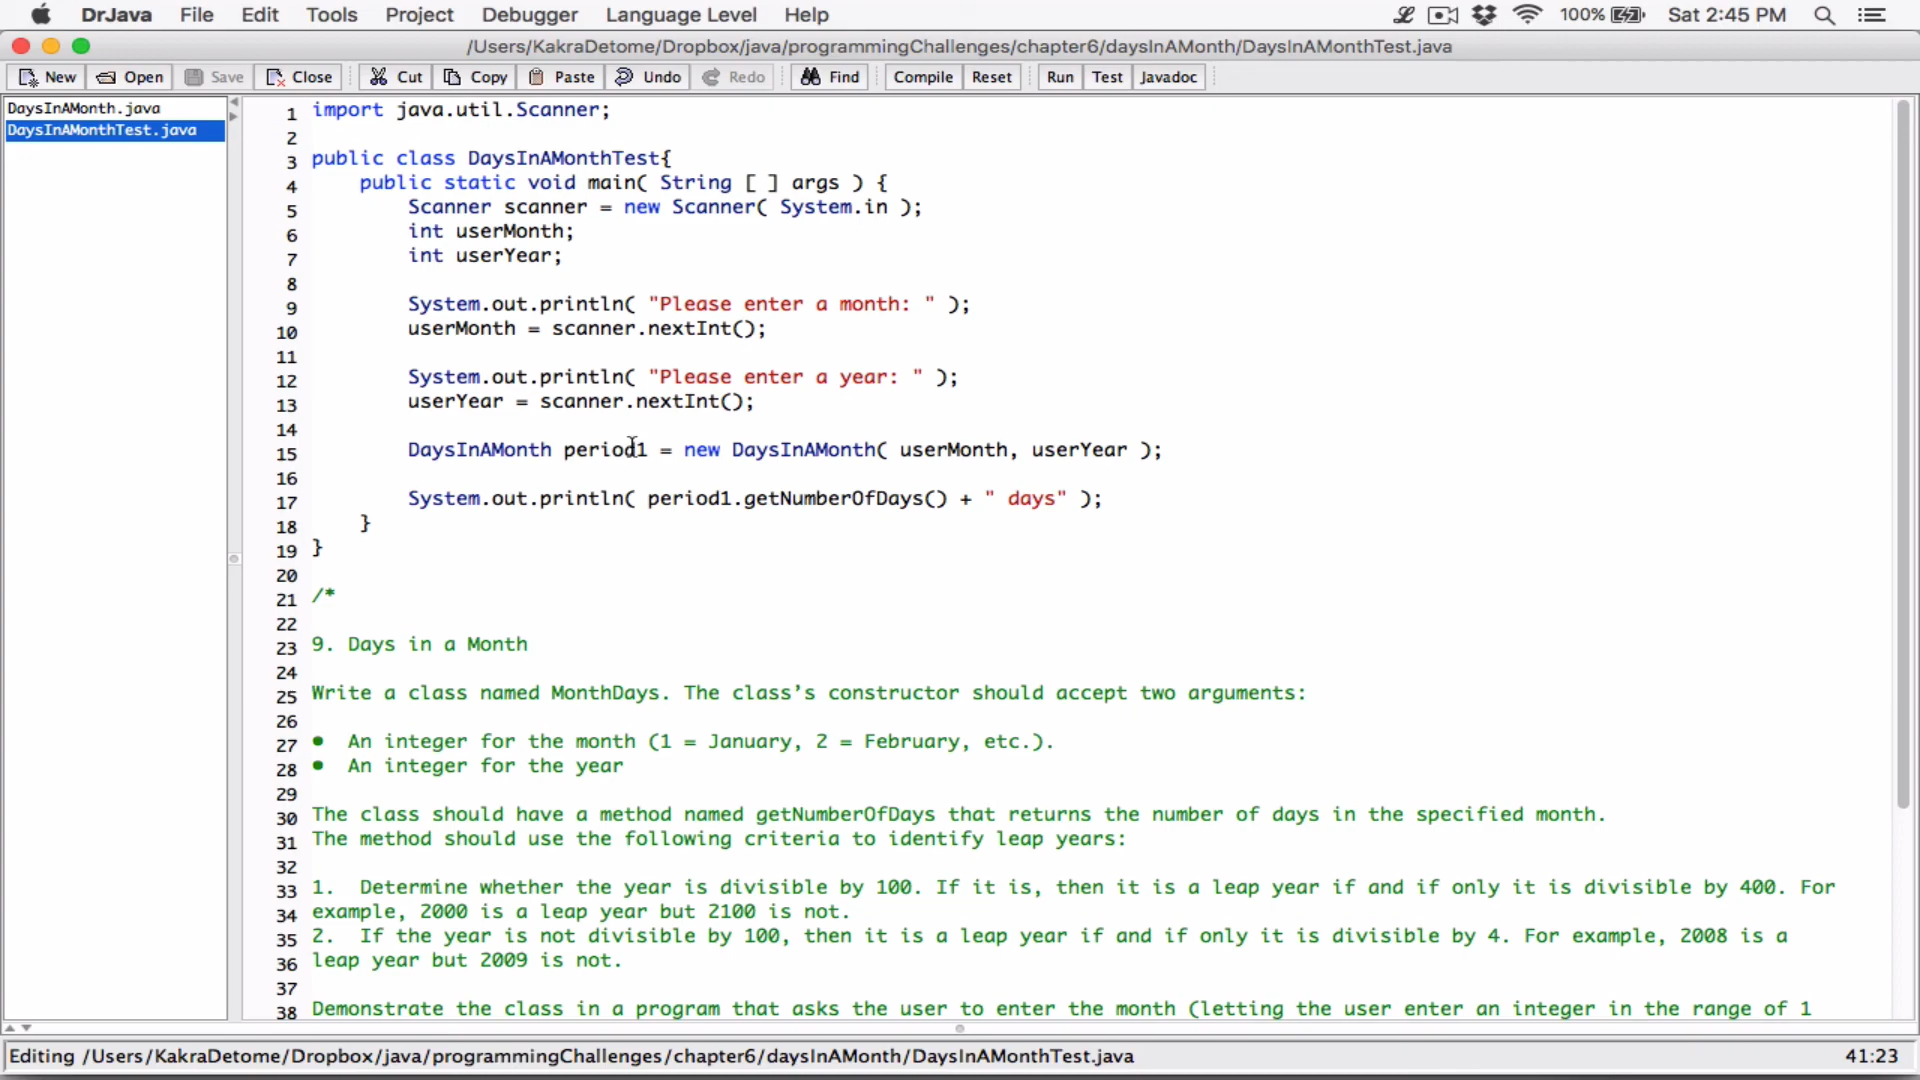 DrJava File Edit Tools Project Debugger Language Level Help 100% Sat 2:45 PM
/Users/KakraDetome/Dropbox/java/programmingChallenges/chapter6/daysInAMonth/DaysInAMonthTest.java
New Open Save Close Cut Copy Paste Undo Redo Find Compile Reset Run Test Javadoc
DaysInAMonth.java
DaysInAMonthTest.java
1 import java.util.Scanner;
2
3 public class DaysInAMonthTest{
4 public static void main( String [ ] args ) {
5 Scanner scanner = new Scanner( System.in );
6 int userMonth;
7 int userYear;
8
9 System.out.println( "Please enter a month: " );
10 userMonth = scanner.nextInt();
11
12 System.out.println( "Please enter a year: " );
13 userYear = scanner.nextInt();
14
15 DaysInAMonth period1 = new DaysInAMonth( userMonth, userYear );
16
17 System.out.println( period1.getNumberOfDays() + " days" );
18 }
19 }
20
21 /*
22
23 9. Days in a Month
24
25 Write a class named MonthDays. The class’s constructor should accept two arguments:
26
27 • An integer for the month (1 = January, 2 = February, etc.).
28 • An integer for the year
29
30 The class should have a method named getNumberOfDays that returns the number of days in the specified month.
31 The method should use the following criteria to identify leap years:
32
33 1. Determine whether the year is divisible by 100. If it is, then it is a leap year if and if only it is divisible by 400. For
34 example, 2000 is a leap year but 2100 is not.
35 2. If the year is not divisible by 100, then it is a leap year if and if only it is divisible by 4. For example, 2008 is a
36 leap year but 2009 is not.
37
38 Demonstrate the class in a program that asks the user to enter the month (letting the user enter an integer in the range of 1
Editing /Users/KakraDetome/Dropbox/java/programmingChallenges/chapter6/daysInAMonth/DaysInAMonthTest.java 41:23